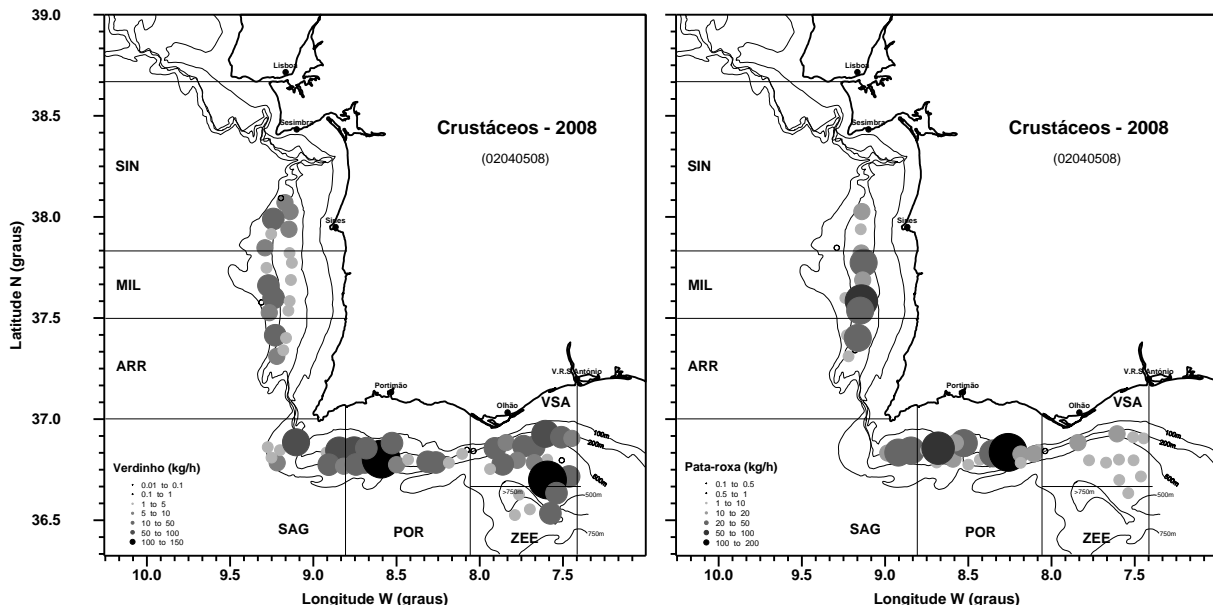 39.0
38.5
38.0
37.5
37.0
36.5
Latitude N (graus)
Lisboa
Sesimbra
Sines
Crustáceos - 2008
(02040508)
SIN
MIL
ARR
Portimão
Olhão
V.R.S.António
VSA
100m
200m
500m
>750m
500m
750m
Verdinho (kg/h)
0.01 to 0.1
0.1 to 1
1 to 5
5 to 10
10 to 50
50 to 100
100 to 150
SAG
POR
ZEE
10.0 9.5 9.0 8.5 8.0 7.5
Longitude W (graus)
Lisboa
Sesimbra
Sines
Crustáceos - 2008
(02040508)
SIN
MIL
ARR
Portimão
Olhão
V.R.S.António
VSA
100m
200m
500m
>750m
500m
750m
Pata-roxa (kg/h)
0.1 to 0.5
0.5 to 1
1 to 10
10 to 20
20 to 50
50 to 100
100 to 200
SAG
POR
ZEE
10.0 9.5 9.0 8.5 8.0 7.5
Longitude W (graus)